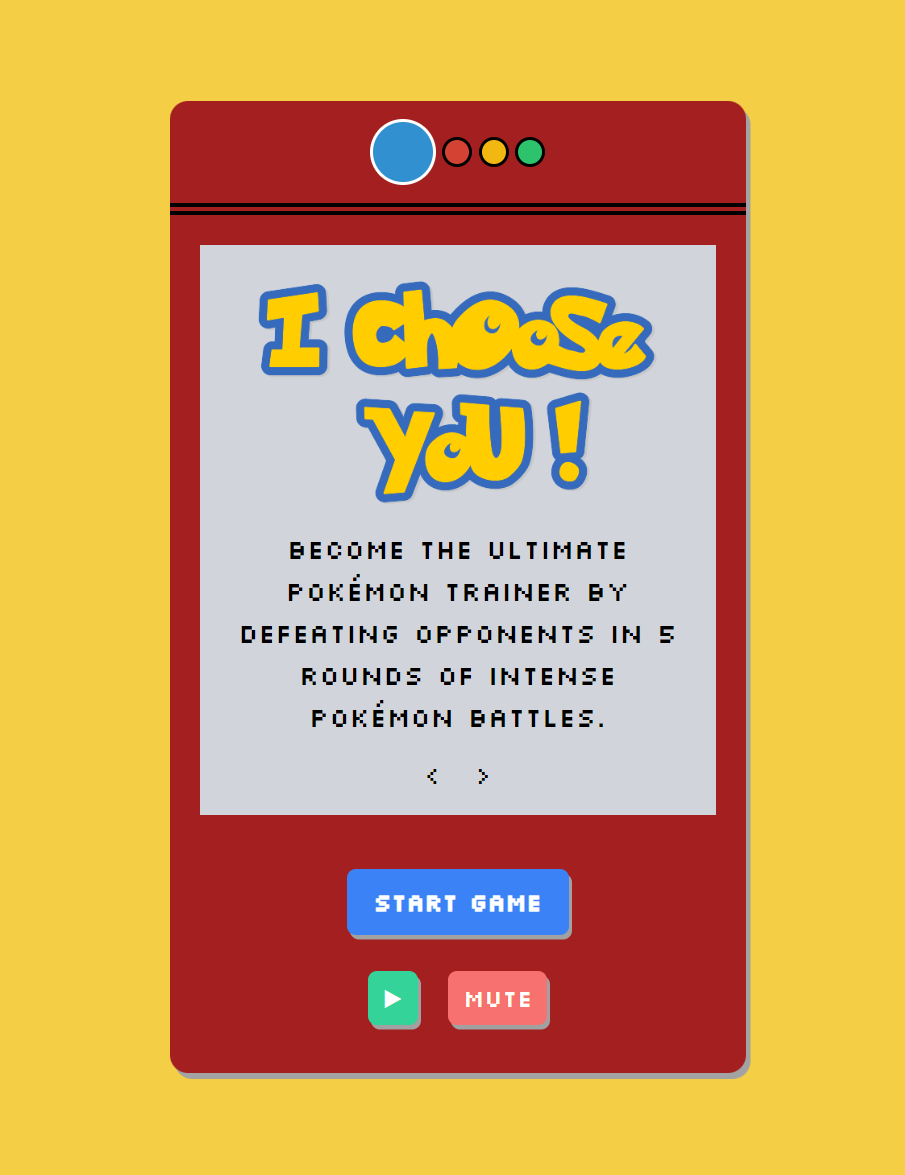 I choose
you !
BECOME THE ULTIMATE
POKÉMON TRAINER BY
DEFEATING OPPONENTS IN 5
ROUNDS OF INTENSE
POKÉMON BATTLES.
< >
START GAME
MUTE